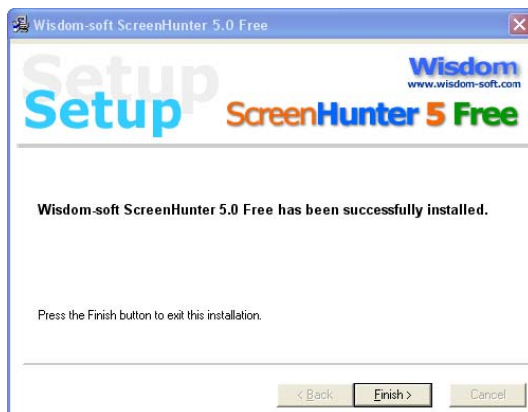 Wisdom-soft ScreenHunter 5.0 Free
Setup
Setup
Wisdom
www.wisdom-soft.com
ScreenHunter 5 Free
Wisdom-soft ScreenHunter 5.0 Free has been successfully installed.
Press the Finish button to exit this installation.
< Back Finish > Cancel